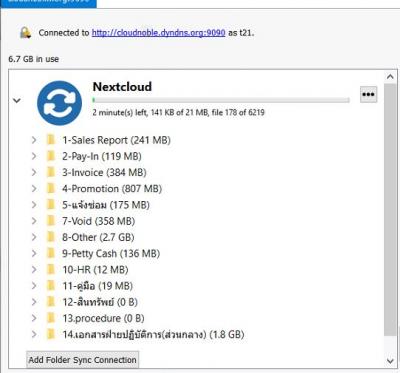 Connected to http://cloudnoble.dyndns.org:9090 as t21.
6.7 GB in use
Nextcloud
2 minute(s) left, 141 KB of 21 MB, file 178 of 6219
1-Sales Report (241 MB)
2-Pay-In (119 MB)
3-Invoice (384 MB)
4-Promotion (807 MB)
5-แจ้งซ่อม (175 MB)
7-Void (358 MB)
8-Other (2.7 GB)
9-Petty Cash (136 MB)
10-HR (12 MB)
11-คู่มือ (19 MB)
12-สินทรัพย์ (0 B)
13.procedure (0 B)
14.เอกสารฝ่ายปฏิบัติการ(ส่วนกลาง) (1.8 GB)
Add Folder Sync Connection